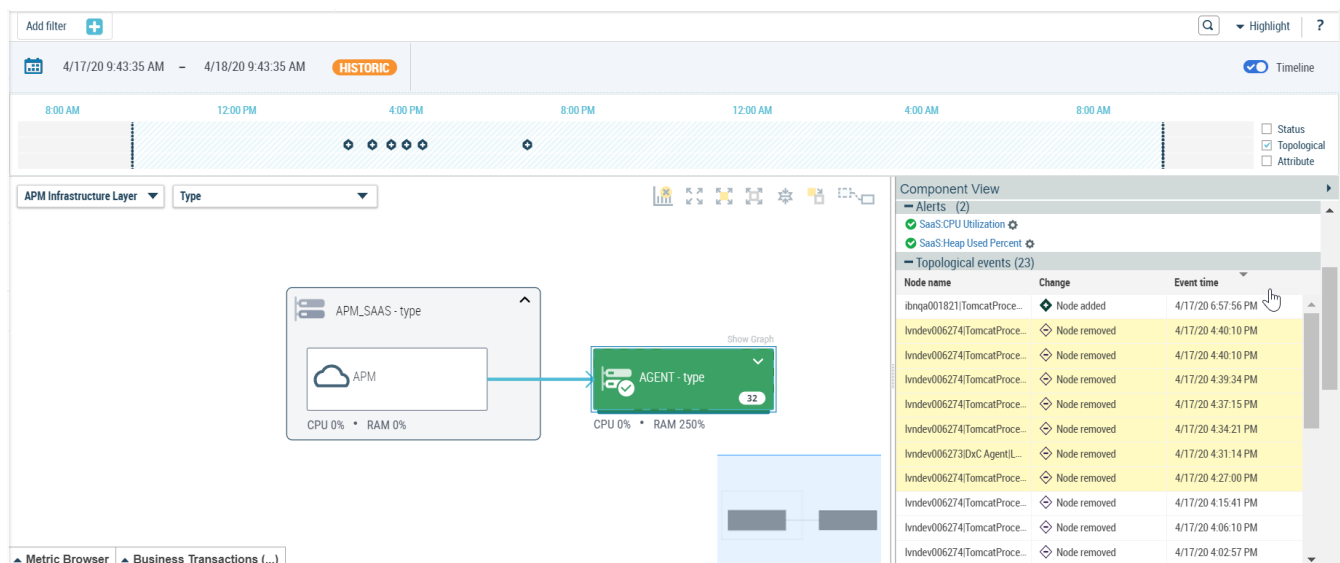 Add filter
Highlight ?
4/17/20 9:43:35 AM – 4/18/20 9:43:35 AM HISTORIC
Timeline
8:00 AM 12:00 PM 4:00 PM 8:00 PM 12:00 AM 4:00 AM 8:00 AM
Status
Topological
Attribute
APM Infrastructure Layer Type
APM_SAAS - type
APM
CPU 0% • RAM 0%
Show Graph
AGENT - type
32
CPU 0% • RAM 250%
Component View
Alerts (2)
SaaS:CPU Utilization
SaaS:Heap Used Percent
Topological events (23)
Node name Change Event time
ibnqa001821|TomcatProce... Node added 4/17/20 6:57:56 PM
lvndev006274|TomcatProce... Node removed 4/17/20 4:40:10 PM
lvndev006274|TomcatProce... Node removed 4/17/20 4:40:10 PM
lvndev006274|TomcatProce... Node removed 4/17/20 4:39:34 PM
lvndev006274|TomcatProce... Node removed 4/17/20 4:37:15 PM
lvndev006274|TomcatProce... Node removed 4/17/20 4:34:21 PM
lvndev006273|DxC Agent|L... Node removed 4/17/20 4:31:14 PM
lvndev006274|TomcatProce... Node removed 4/17/20 4:27:00 PM
lvndev006274|TomcatProce... Node removed 4/17/20 4:15:41 PM
lvndev006274|TomcatProce... Node removed 4/17/20 4:06:10 PM
lvndev006274|TomcatProce... Node removed 4/17/20 4:02:57 PM
Metric Browser Business Transactions (...)